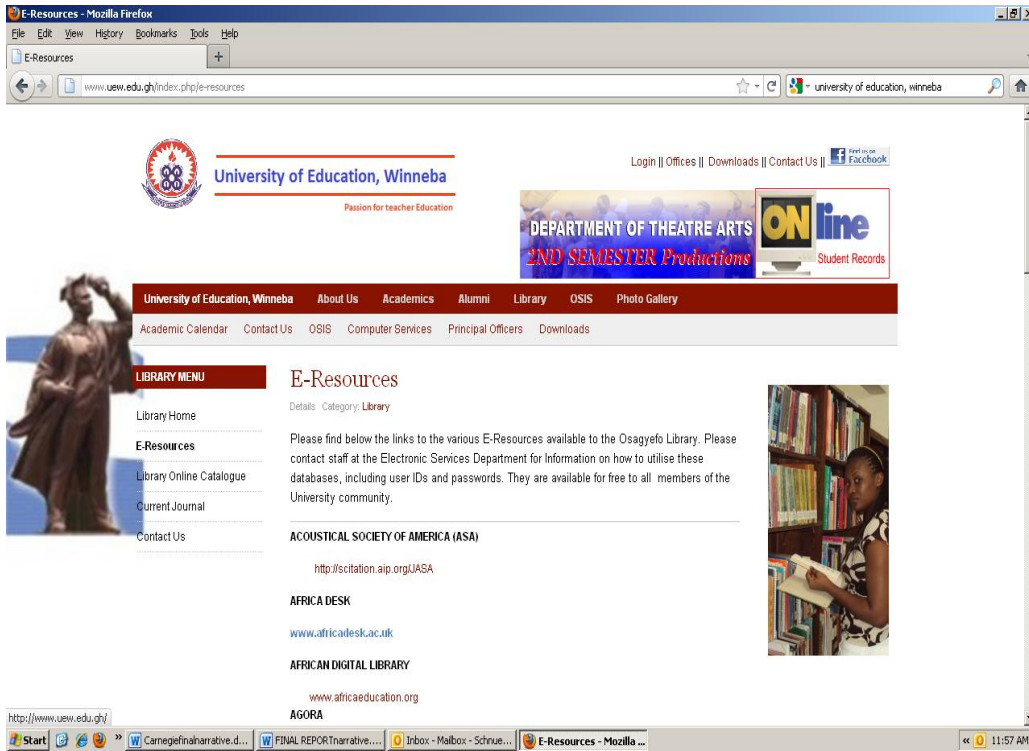 E-Resources - Mozilla Firefox
File Edit View History Bookmarks Tools Help
E-Resources
www.uew.edu.gh/index.php/e-resources
university of education, winneba
Login || Offices || Downloads || Contact Us || Find us on Facebook
University of Education, Winneba
Passion for teacher Education
DEPARTMENT OF THEATRE ARTS
2ND SEMESTER Productions
ONline
Student Records
University of Education, Winneba About Us Academics Alumni Library OSIS Photo Gallery
Academic Calendar Contact Us OSIS Computer Services Principal Officers Downloads
LIBRARY MENU
Library Home
E-Resources
Library Online Catalogue
Current Journal
Contact Us
E-Resources
Details Category: Library
Please find below the links to the various E-Resources available to the Osagyefo Library. Please
contact staff at the Electronic Services Department for Information on how to utilise these
databases, including user IDs and passwords. They are available for free to all members of the
University community.
ACOUSTICAL SOCIETY OF AMERICA (ASA)
http://scitation.aip.org/JASA
AFRICA DESK
www.africadesk.ac.uk
AFRICAN DIGITAL LIBRARY
www.africaeducation.org
AGORA
http://www.uew.edu.gh/
Start » Carnegiefinalnarrative.d... FINAL REPORTnarrative.... Inbox - Mailbox - Schnue... E-Resources - Mozilla ... « 11:57 AM